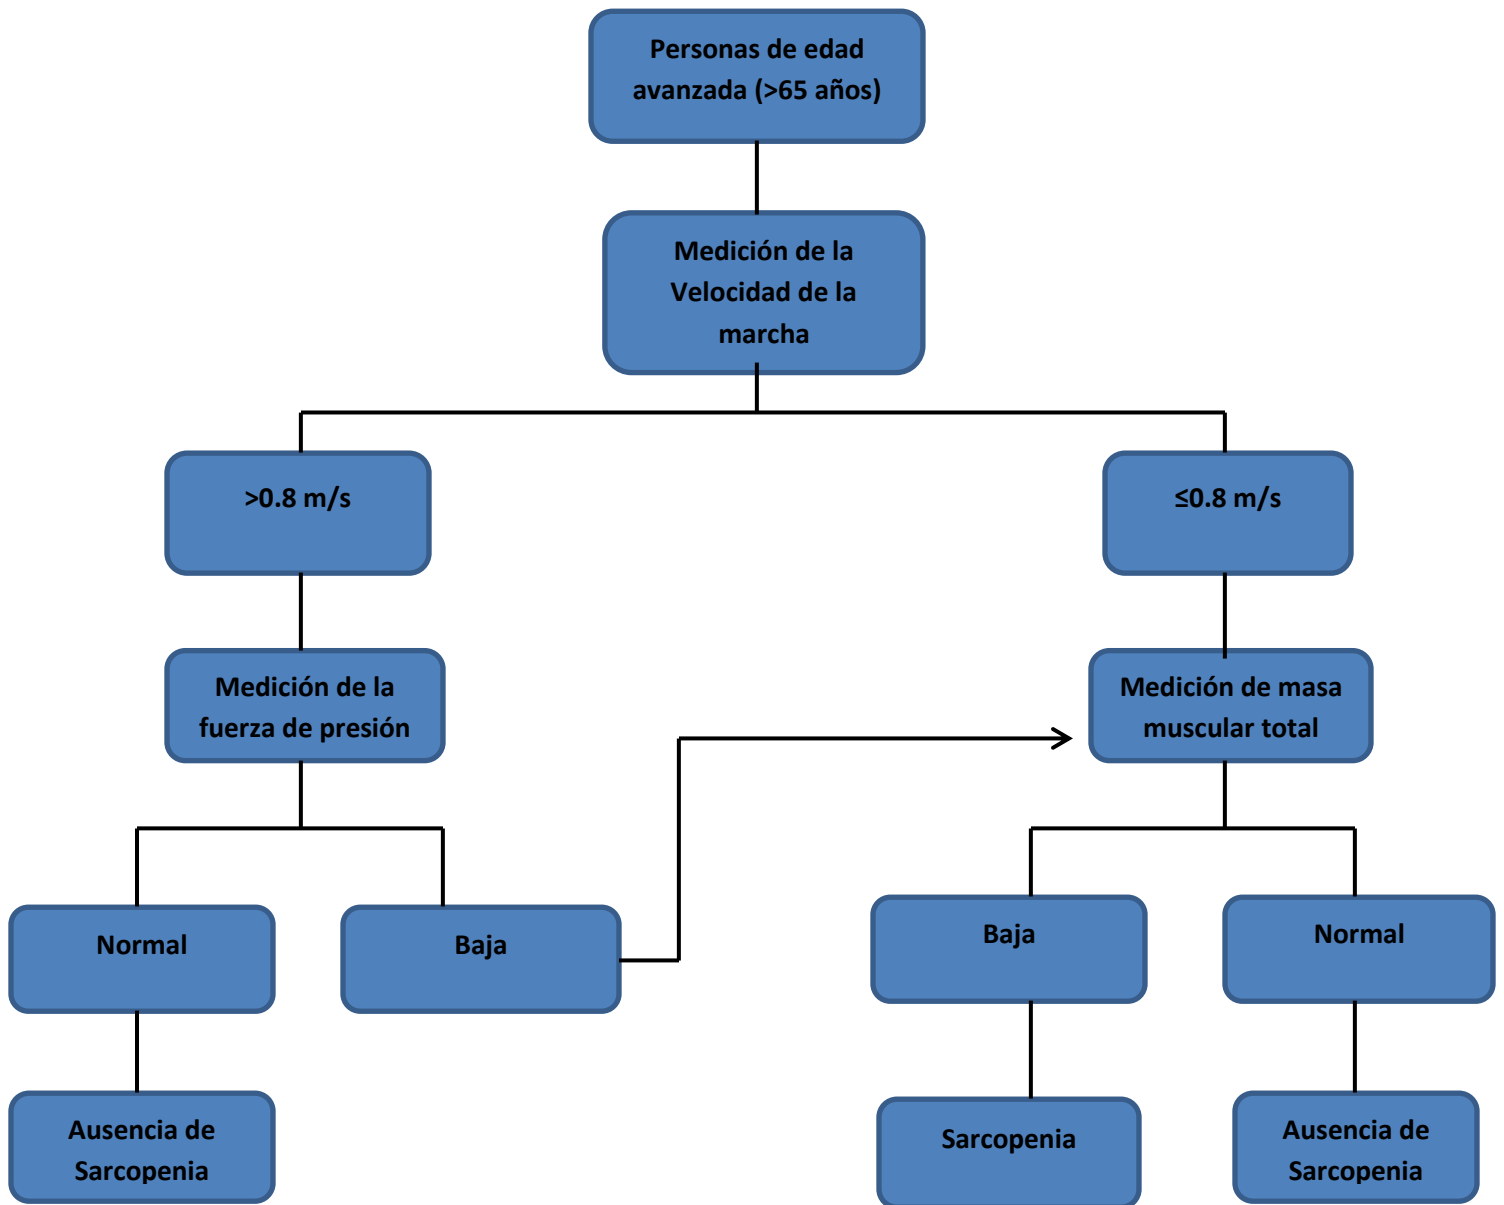 Personas de edad
avanzada (>65 años)
Medición de la
Velocidad de la
marcha
>0.8 m/s
≤0.8 m/s
Medición de la
fuerza de presión
Medición de masa
muscular total
Normal
Baja
Baja
Normal
Ausencia de
Sarcopenia
Sarcopenia
Ausencia de
Sarcopenia